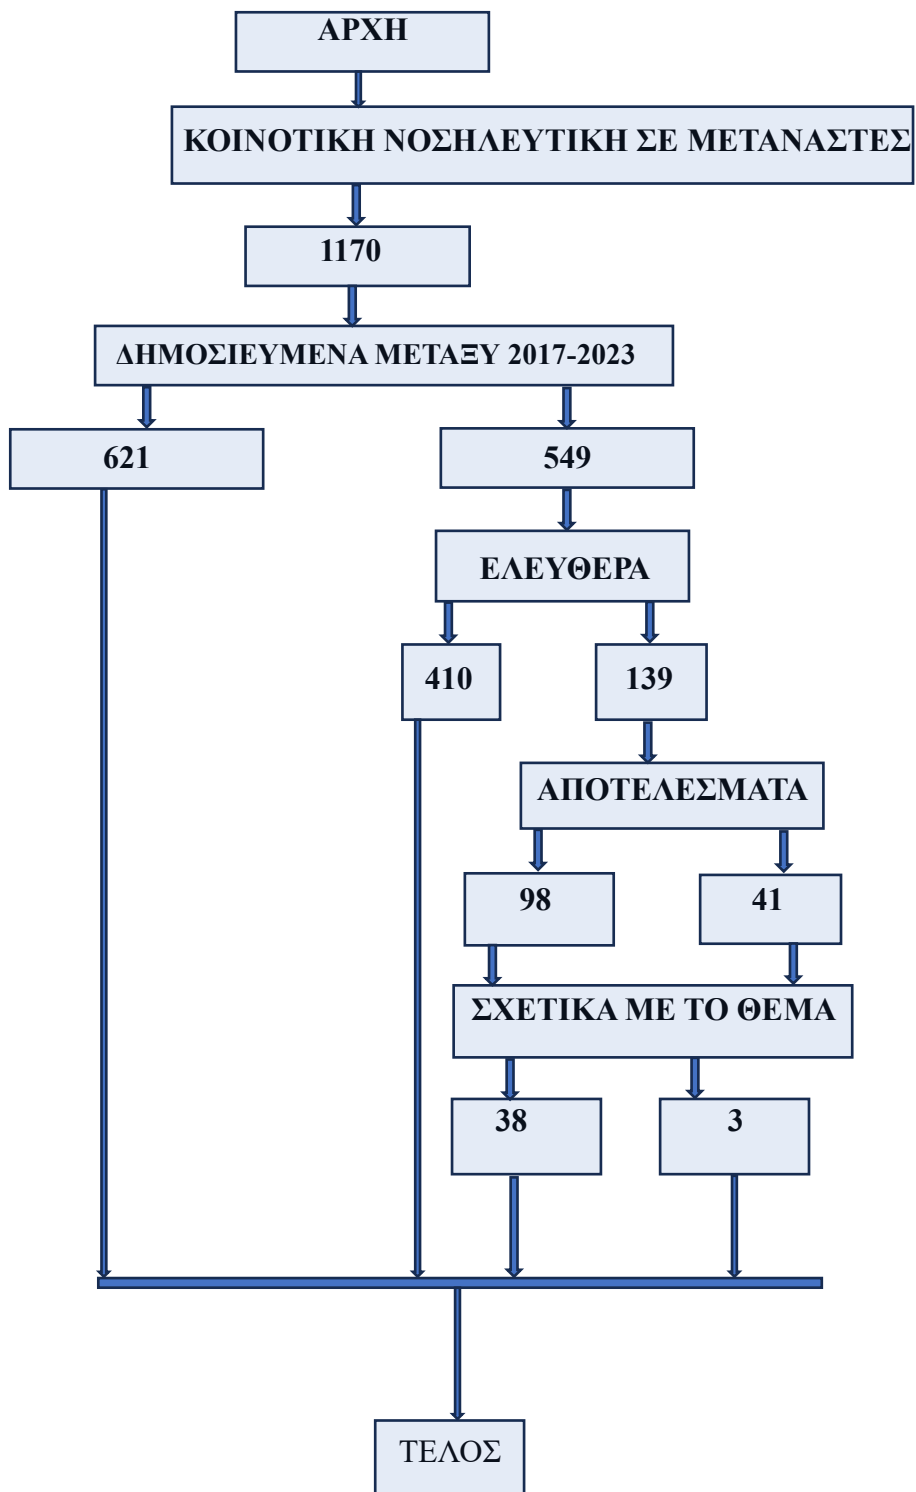 ΑΡΧΗ
ΚΟΙΝΟΤΙΚΗ ΝΟΣΗΛΕΥΤΙΚΗ ΣΕ ΜΕΤΑΝΑΣΤΕΣ
1170
ΔΗΜΟΣΙΕΥΜΕΝΑ ΜΕΤΑΞΥ 2017-2023
621
549
ΕΛΕΥΘΕΡΑ
410
139
ΑΠΟΤΕΛΕΣΜΑΤΑ
98
41
ΣΧΕΤΙΚΑ ΜΕ ΤΟ ΘΕΜΑ
38
3
ΤΕΛΟΣ